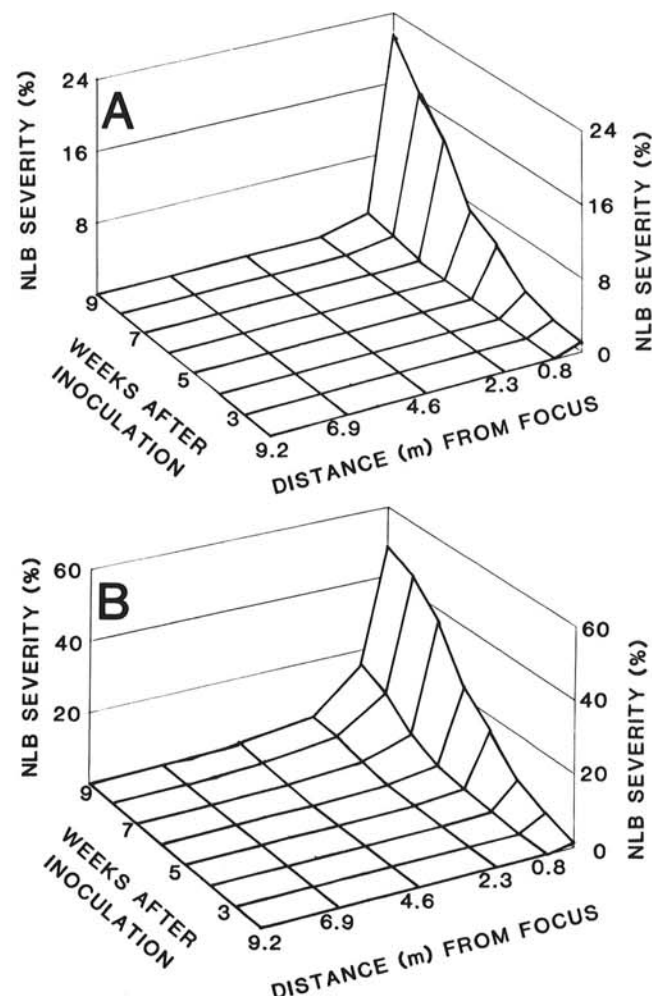 A
NLB SEVERITY (%)
24
16
8
NLB SEVERITY (%)
24
16
8
0
WEEKS AFTER
INOCULATION
9
7
5
3
DISTANCE (m) FROM FOCUS
9.2
6.9
4.6
2.3
0.8
B
NLB SEVERITY (%)
60
40
20
NLB SEVERITY (%)
60
40
20
0
WEEKS AFTER
INOCULATION
9
7
5
3
DISTANCE (m) FROM FOCUS
9.2
6.9
4.6
2.3
0.8